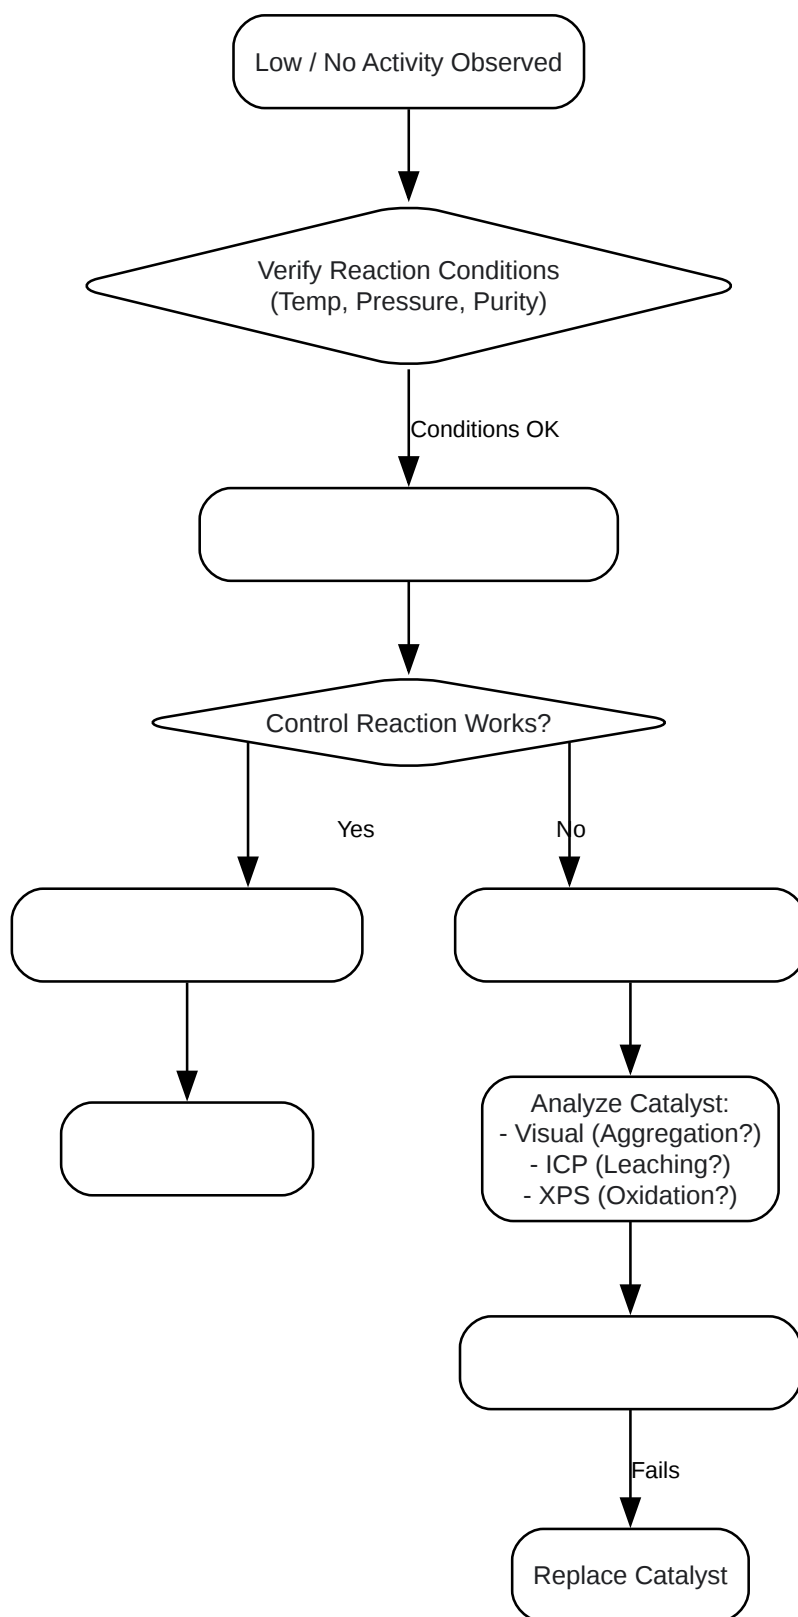 Low / No Activity Observed
Verify Reaction Conditions
(Temp, Pressure, Purity)
Conditions OK
Control Reaction Works?
Yes
No
Analyze Catalyst:
- Visual (Aggregation?)
- ICP (Leaching?)
- XPS (Oxidation?)
Fails
Replace Catalyst